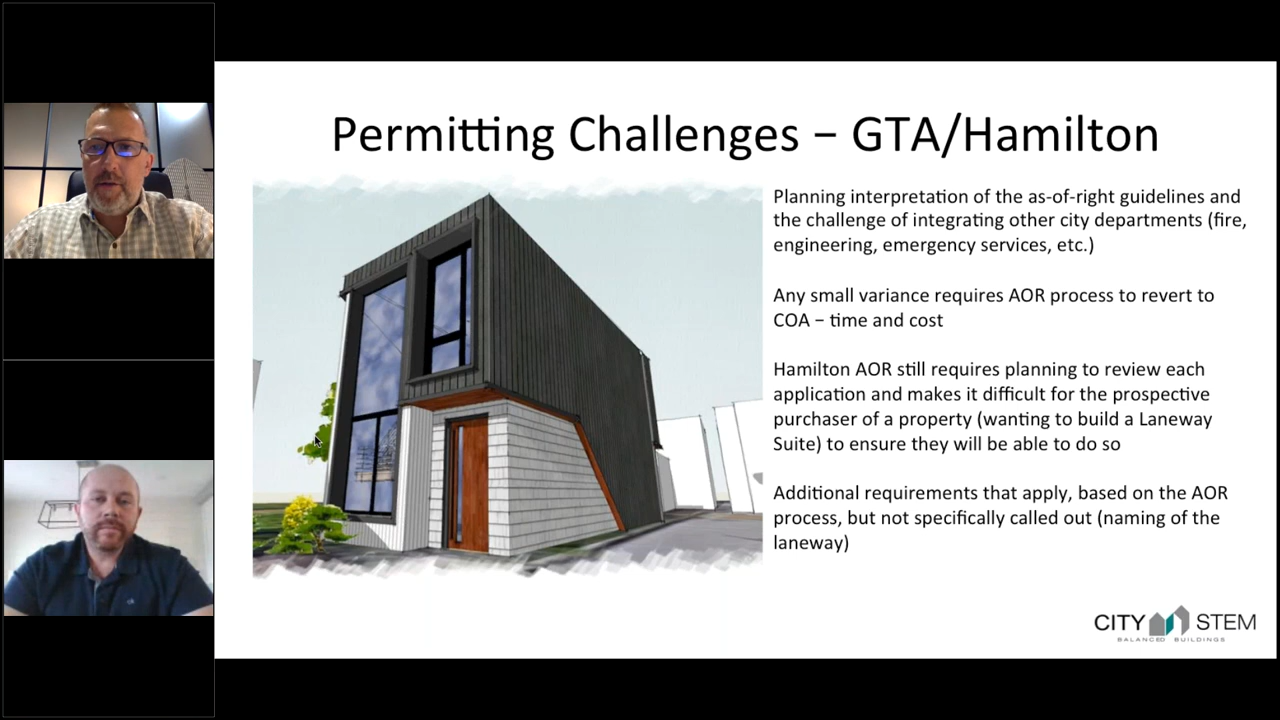 Permitting Challenges – GTA/Hamilton
Planning interpretation of the as-of-right guidelines and
the challenge of integrating other city departments (fire,
engineering, emergency services, etc.)
Any small variance requires AOR process to revert to
COA – time and cost
Hamilton AOR still requires planning to review each
application and makes it difficult for the prospective
purchaser of a property (wanting to build a Laneway
Suite) to ensure they will be able to do so
Additional requirements that apply, based on the AOR
process, but not specifically called out (naming of the
laneway)
CITY STEM
BALANCED BUILDINGS